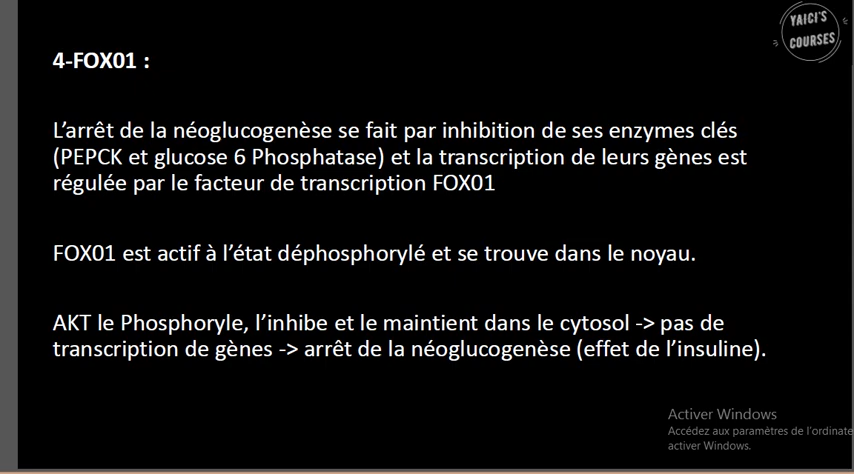 YAICI'S
COURSES
4-FOX01 :
L'arrêt de la néoglucogenèse se fait par inhibition de ses enzymes clés
(PEPCK et glucose 6 Phosphatase) et la transcription de leurs gènes est
régulée par le facteur de transcription FOX01
FOX01 est actif à l'état déphosphorylé et se trouve dans le noyau.
AKT le Phosphoryle, l'inhibe et le maintient dans le cytosol -> pas de
transcription de gènes -> arrêt de la néoglucogenèse (effet de l'insuline).
Activer Windows
Accédez aux paramètres de l'ordinate
activer Windows.